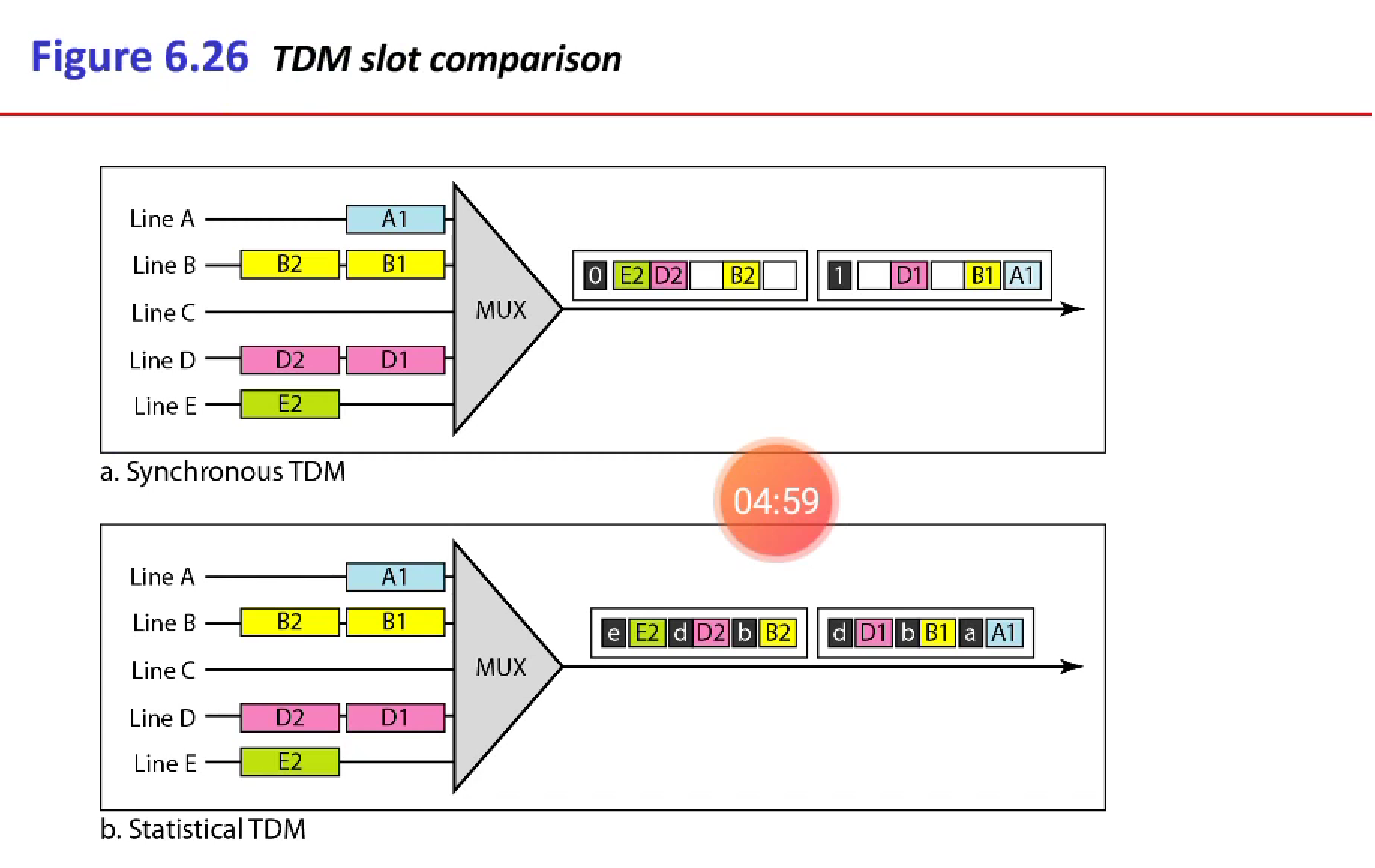 Figure 6.26 TDM slot comparison
Line A A1
Line B B2 B1
Line C
Line D D2 D1
Line E E2
MUX
0 E2 D2 B2
1 D1 B1 A1
a. Synchronous TDM
04:59
Line A A1
Line B B2 B1
Line C
Line D D2 D1
Line E E2
MUX
e E2 d D2 b B2
d D1 b B1 a A1
b. Statistical TDM